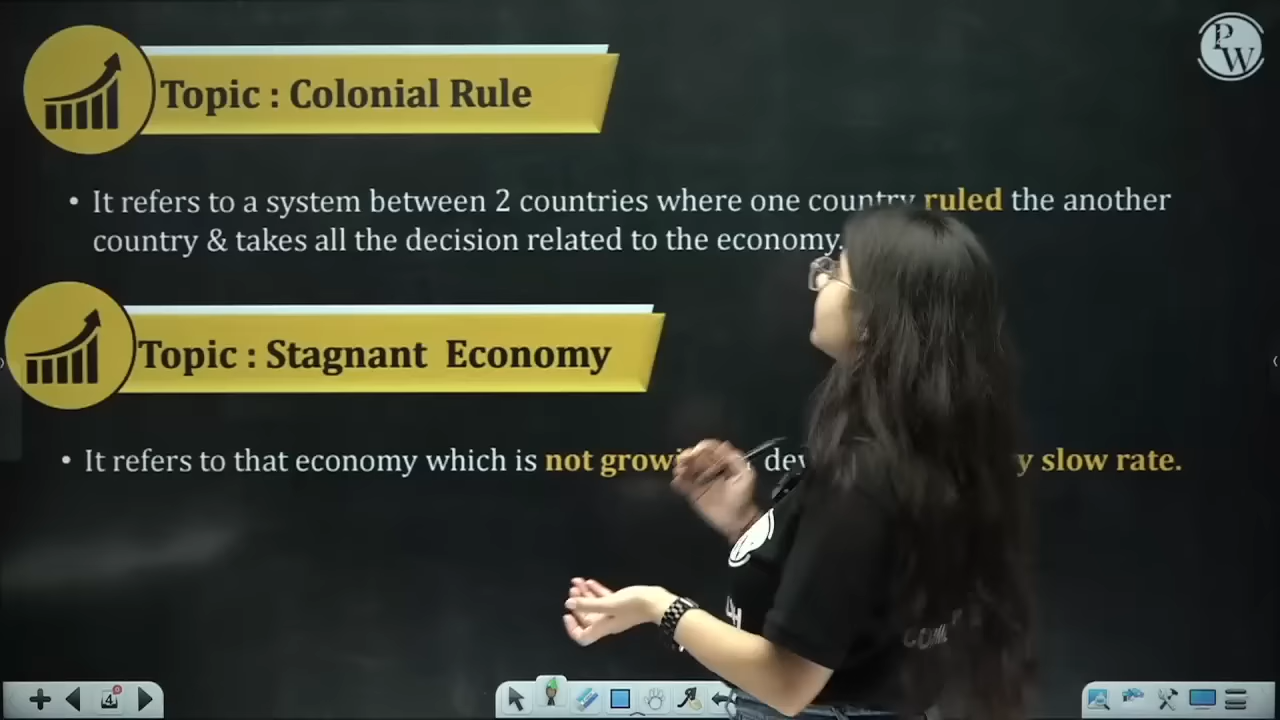 P
W
Topic : Colonial Rule
• It refers to a system between 2 countries where one country ruled the another
country & takes all the decision related to the economy.
Topic : Stagnant Economy
• It refers to that economy which is not slow rate.
4